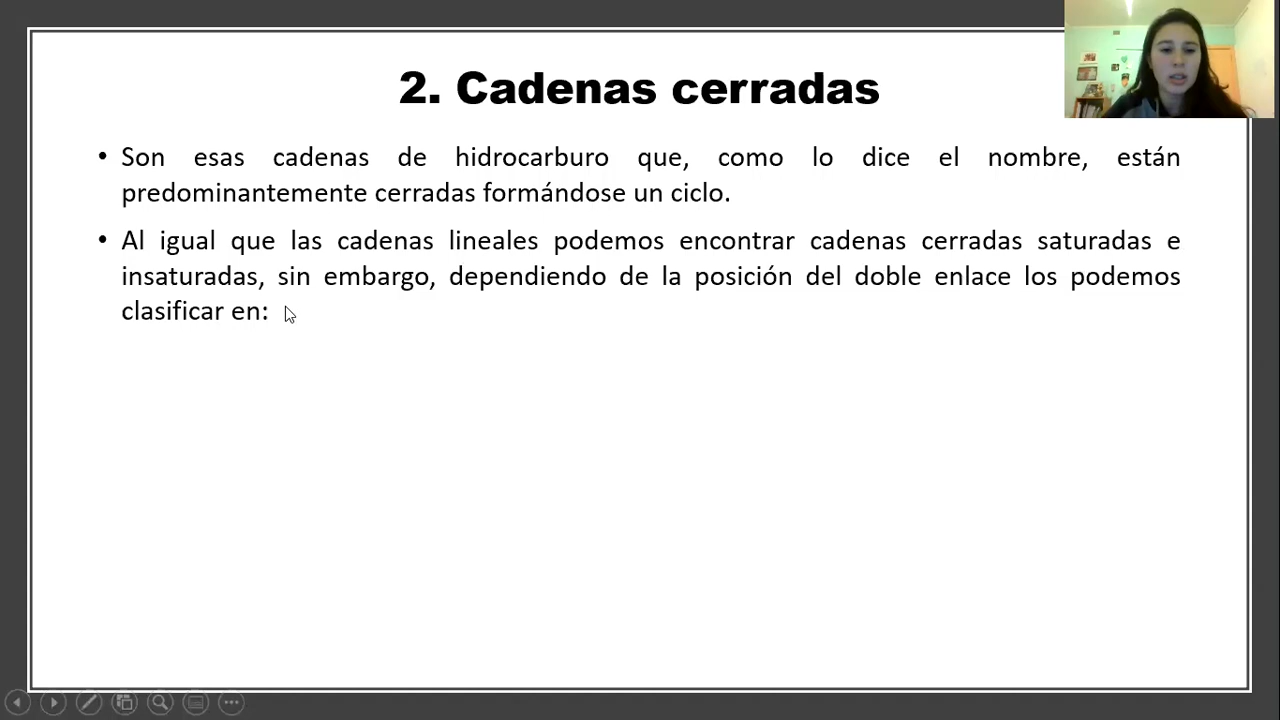 2. Cadenas cerradas
• Son esas cadenas de hidrocarburo que, como lo dice el nombre, están
predominantemente cerradas formándose un ciclo.
• Al igual que las cadenas lineales podemos encontrar cadenas cerradas saturadas e
insaturadas, sin embargo, dependiendo de la posición del doble enlace los podemos
clasificar en: